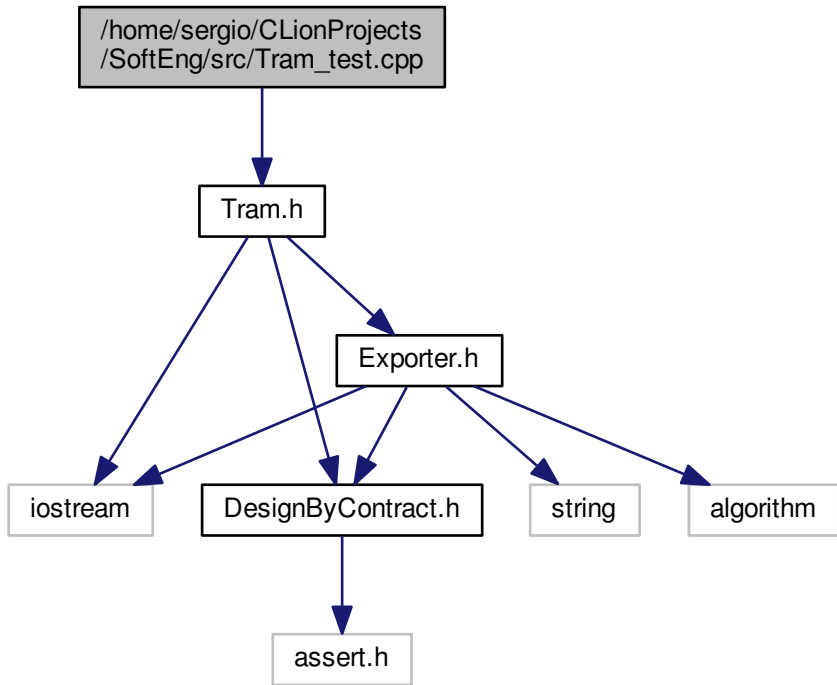 /home/sergio/CLionProjects
/SoftEng/src/Tram_test.cpp
Tram.h
Exporter.h
iostream
DesignByContract.h
string
algorithm
assert.h